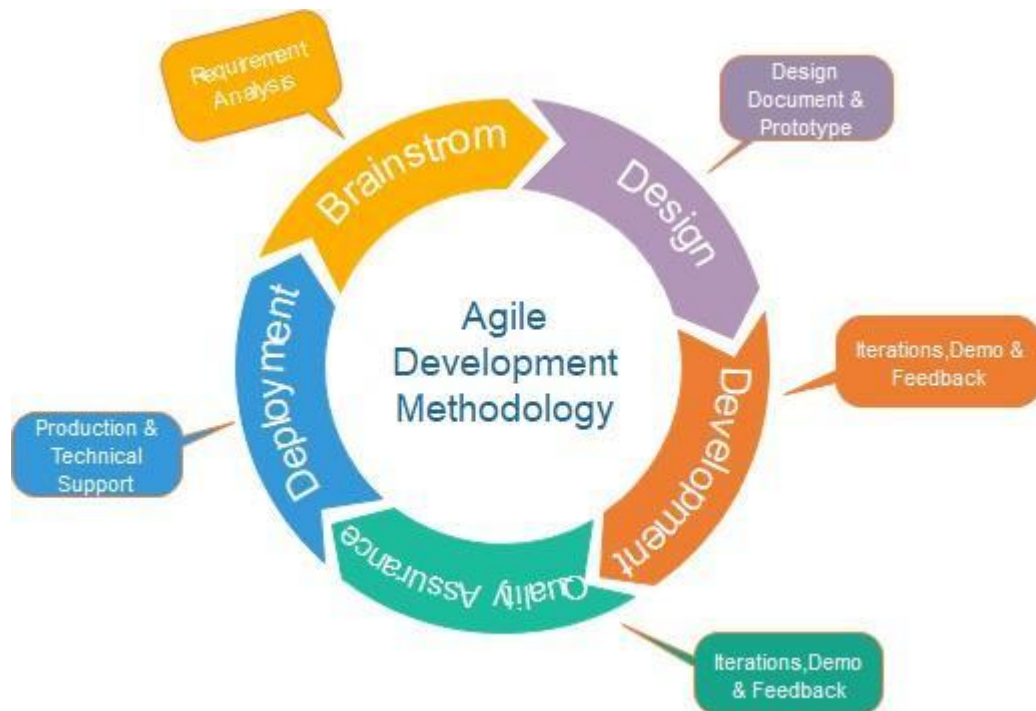 Requirement
Analysis
Design
Document &
Prototype
Brainstrom
Design
Agile
Development
Methodology
Iterations,Demo &
Feedback
Development
Deployment
Production &
Technical
Support
Quality Assurance
Iterations,Demo
& Feedback